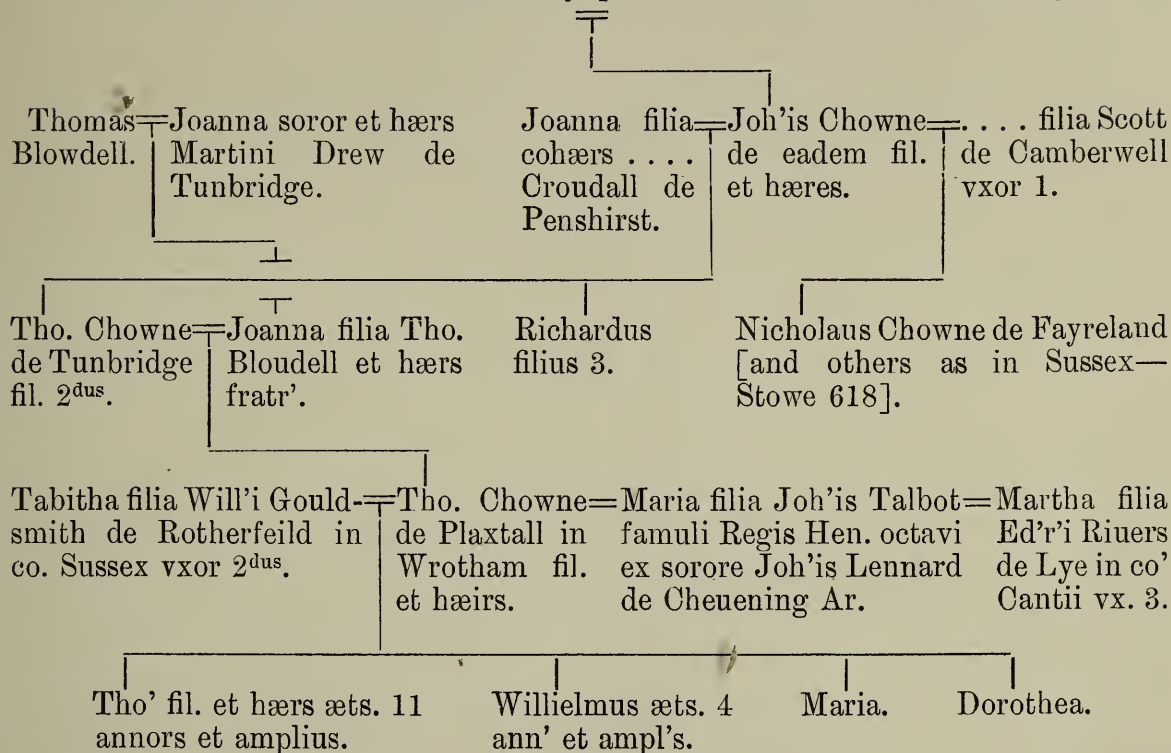 Thomas=Joanna soror et hærs
Blowdell. Martini Drew de
Tunbridge.
Joanna filia=Joh'is Chowne=. . . . filia Scott
cohærs . . . . de eadem fil. de Camberwell
Croudall de et hæres. vxor 1.
Penshirst.
Tho. Chowne=Joanna filia Tho.
de Tunbridge Bloudell et hærs
fil. 2dus. fratr'.
Richardus
filius 3.
Nicholaus Chowne de Fayreland
[and others as in Sussex—
Stowe 618].
Tabitha filia Will'i Gould-=Tho. Chowne=Maria filia Joh'is Talbot=Martha filia
smith de Rotherfeild in de Plaxtall in famuli Regis Hen. octavi Ed'r'i Riuers
co. Sussex vxor 2dus. Wrotham fil. ex sorore Joh'is Lennard de Lye in co'
et hæirs. de Cheuening Ar. Cantii vx. 3.
Tho' fil. et hærs æts. 11 Willielmus æts. 4 Maria. Dorothea.
annors et amplius. ann' et ampl's.